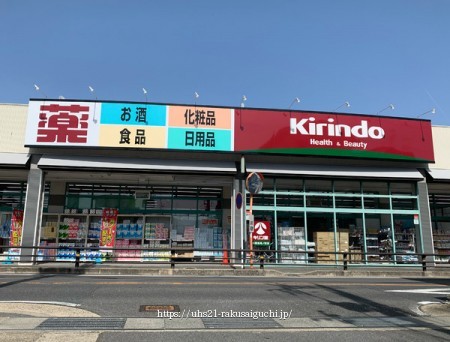 薬
お酒
化粧品
食品
日用品
Kirindo
Health & Beauty
https://uhs21-rakusaiguchi.jp/